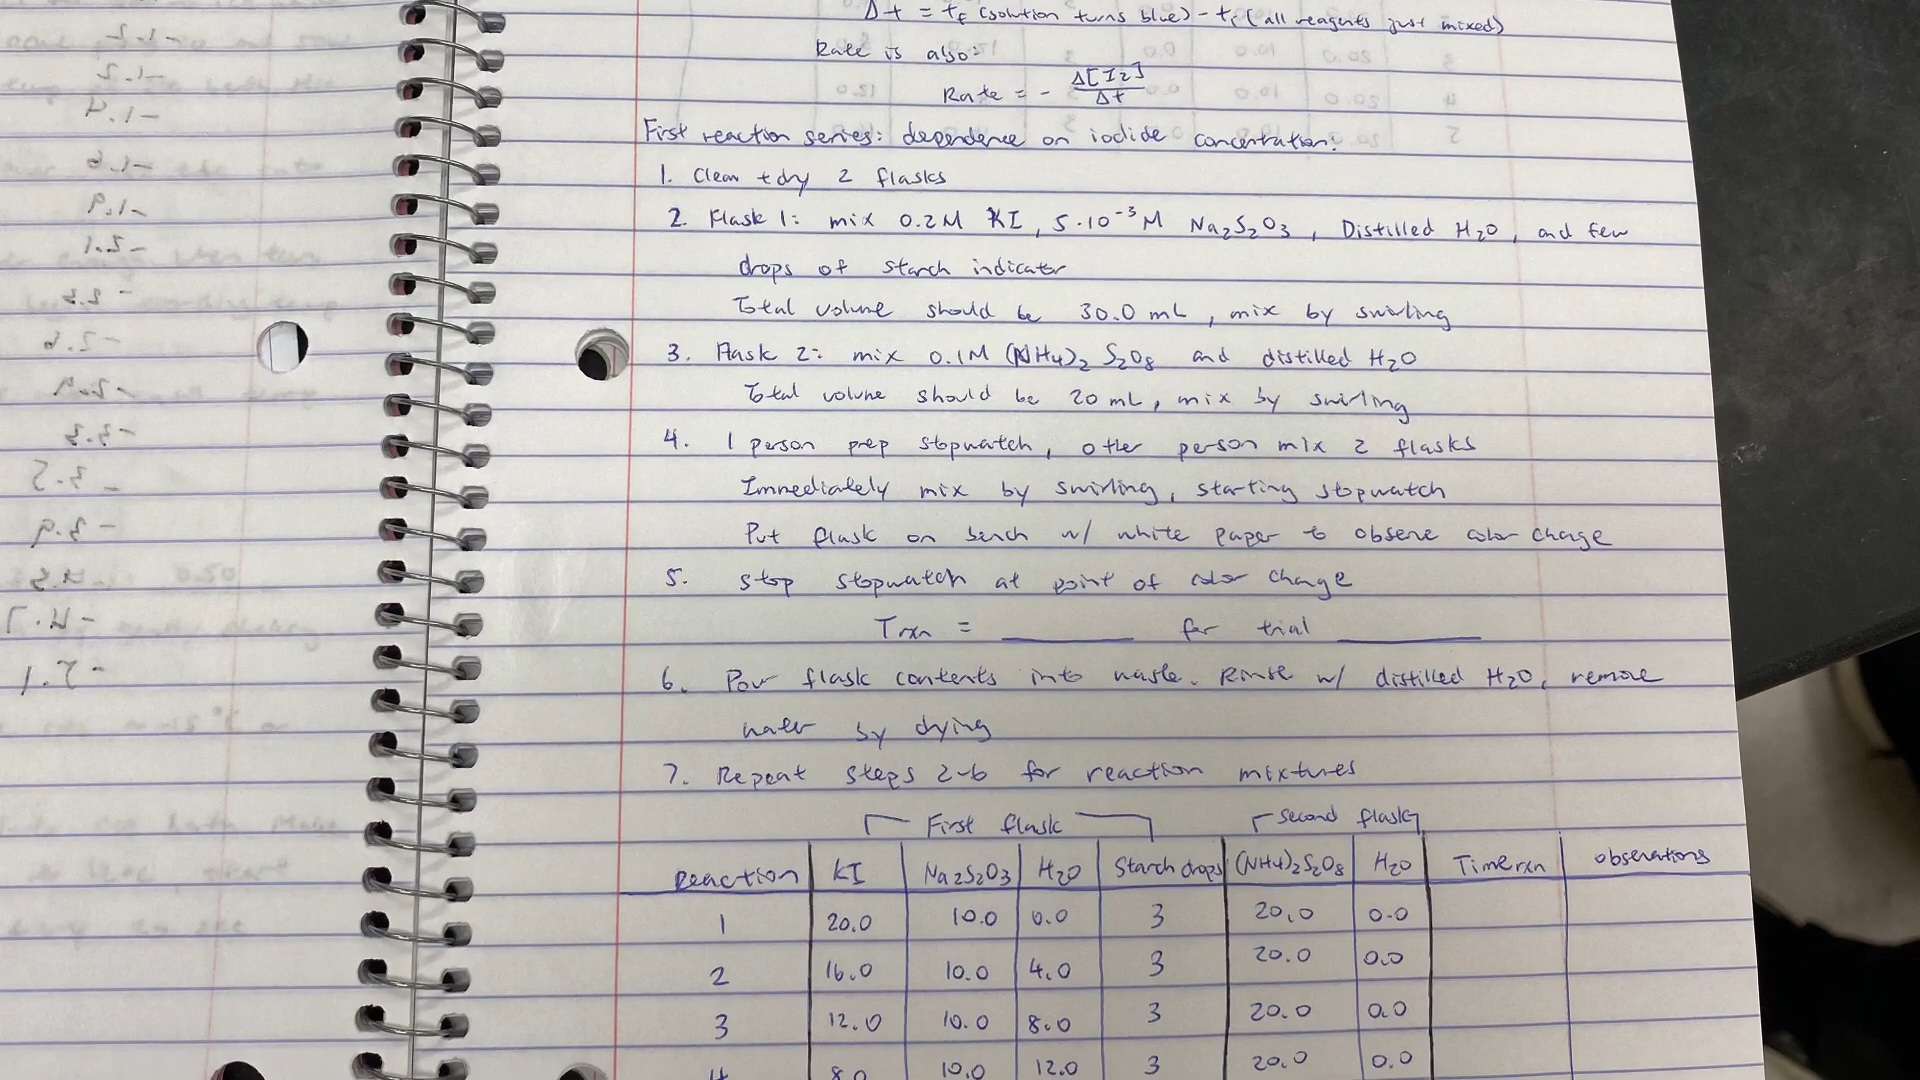 Δt = tf (solution turns blue) - ti (all reagents just mixed)
Rate is also:
Rate = - Δ[I2]/Δt
First reaction series: dependence on iodide concentration:
1. Clean + dry 2 flasks
2. Flask 1: mix 0.2M KI, 5·10⁻³ M Na2S2O3, Distilled H2O, and few
drops of starch indicator
Total volume should be 30.0 mL, mix by swirling
3. Flask 2: mix 0.1M (NH4)2 S2O8 and distilled H2O
Total volume should be 20 mL, mix by swirling
4. 1 person prep stopwatch, other person mix 2 flasks
Immediately mix by swirling, starting stopwatch
Put flask on bench w/ white paper to observe color change
5. Stop stopwatch at point of color change
Trxn = ______ for trial ______
6. Pour flask contents into waste. Rinse w/ distilled H2O, remove
water by drying
7. Repeat steps 2-6 for reaction mixtures
First flask Second flask
Reaction KI Na2S2O3 H2O Starch drops (NH4)2S2O8 H2O Timerxn observations
1 20.0 10.0 0.0 3 20.0 0.0
2 16.0 10.0 4.0 3 20.0 0.0
3 12.0 10.0 8.0 3 20.0 0.0
4 8.0 10.0 12.0 3 20.0 0.0